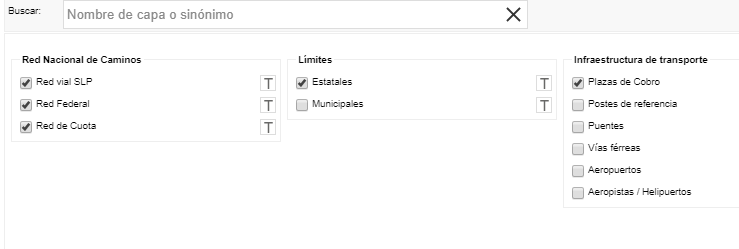 Buscar:
Nombre de capa o sinónimo
Red Nacional de Caminos
Red vial SLP T
Red Federal T
Red de Cuota T
Límites
Estatales T
Municipales T
Infraestructura de transporte
Plazas de Cobro
Postes de referencia
Puentes
Vías férreas
Aeropuertos
Aeropistas / Helipuertos